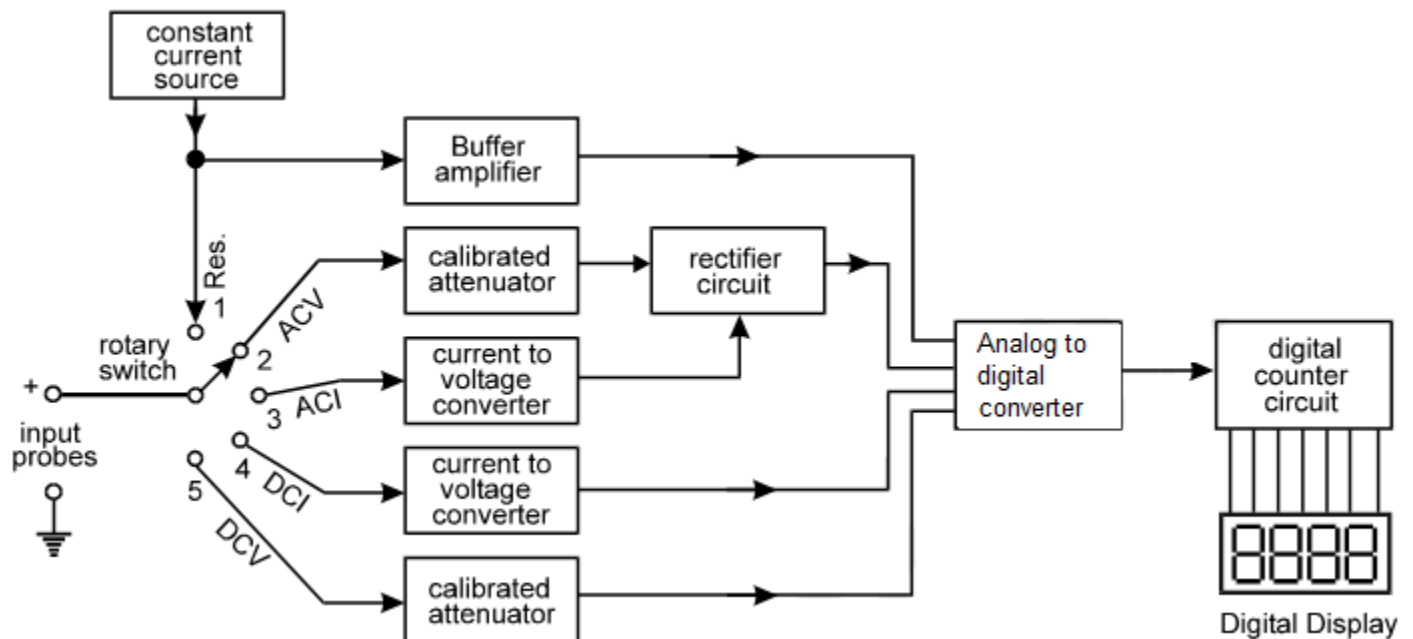 constant
current
source
Buffer
amplifier
Res.
1
ACV
2
calibrated
attenuator
rectifier
circuit
rotary
switch
+
input
probes
3 ACI
current to
voltage
converter
Analog to
digital
converter
digital
counter
circuit
4
DCI
current to
voltage
converter
5
DCV
calibrated
attenuator
8888
Digital Display